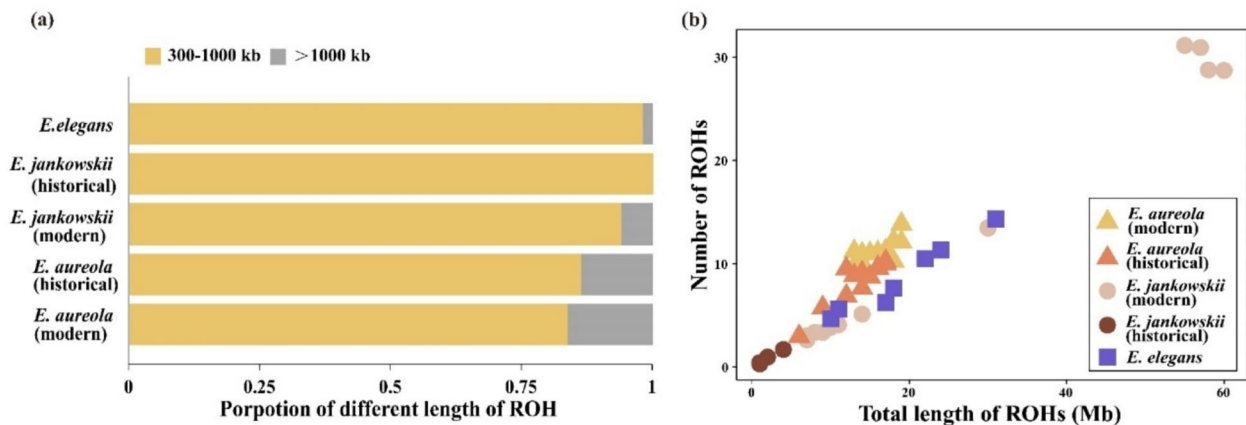 (a)
300-1000 kb >1000 kb
E.elegans
E. jankowskii
(historical)
E. jankowskii
(modern)
E. aureola
(historical)
E. aureola
(modern)
0 0.25 0.5 0.75 1
Porpotion of different length of ROH
(b)
Number of ROHs
30
20
10
0
0 20 40 60
Total length of ROHs (Mb)
E. aureola
(modern)
E. aureola
(historical)
E. jankowskii
(modern)
E. jankowskii
(historical)
E. elegans